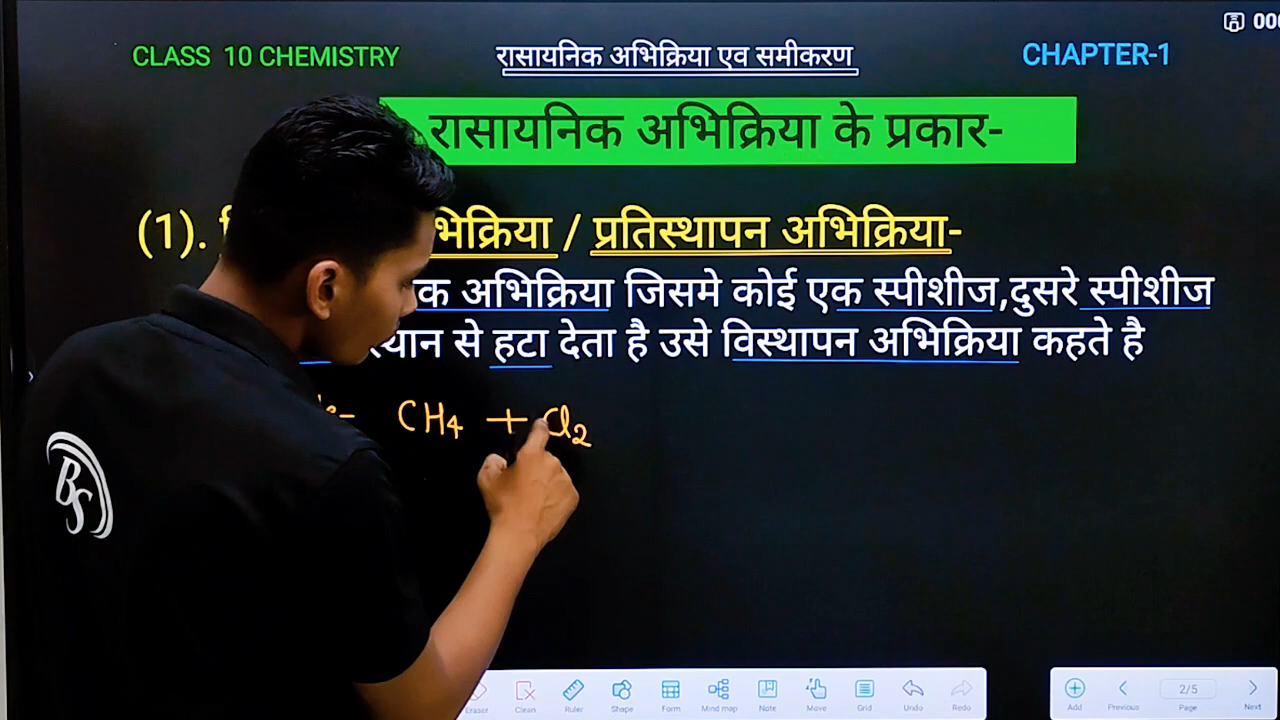 000
CLASS 10 CHEMISTRY रासायनिक अभिक्रिया एव समीकरण CHAPTER-1
रासायनिक अभिक्रिया के प्रकार-
(1). / प्रतिस्थापन अभिक्रिया-
अभिक्रिया जिसमे कोई एक स्पीशीज,दुसरे स्पीशीज
से हटा देता है उसे विस्थापन अभिक्रिया कहते है
CH4 + Cl2
BS
Eraser Clean Ruler Shape Form Mind map Note Move Grid Undo Redo Add Previous 2/5 Page Next